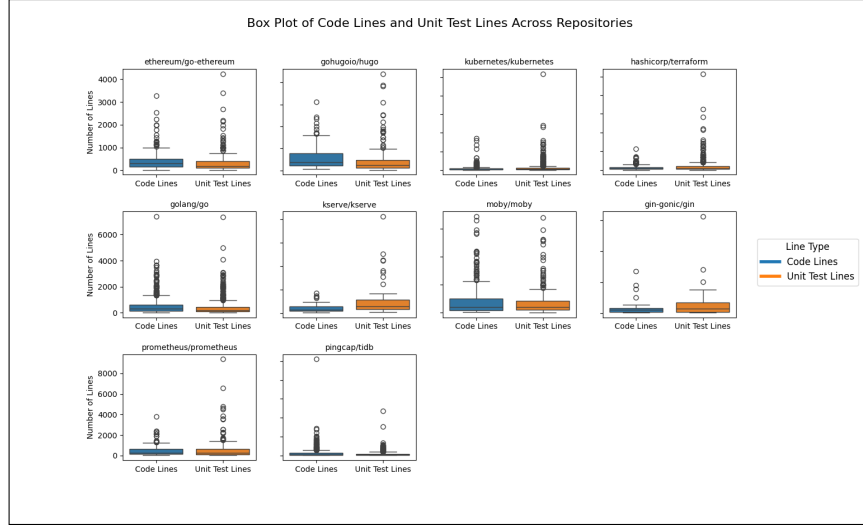 Box Plot of Code Lines and Unit Test Lines Across Repositories
ethereum/go-ethereum
gohugoio/hugo
kubernetes/kubernetes
hashicorp/terraform
4000
3000
2000
1000
0
Number of Lines
Code Lines Unit Test Lines
Code Lines Unit Test Lines
Code Lines Unit Test Lines
Code Lines Unit Test Lines
golang/go
kserve/kserve
moby/moby
gin-gonic/gin
6000
4000
2000
0
Number of Lines
Code Lines Unit Test Lines
Code Lines Unit Test Lines
Code Lines Unit Test Lines
Code Lines Unit Test Lines
Line Type
Code Lines
Unit Test Lines
prometheus/prometheus
pingcap/tidb
8000
6000
4000
2000
0
Number of Lines
Code Lines Unit Test Lines
Code Lines Unit Test Lines